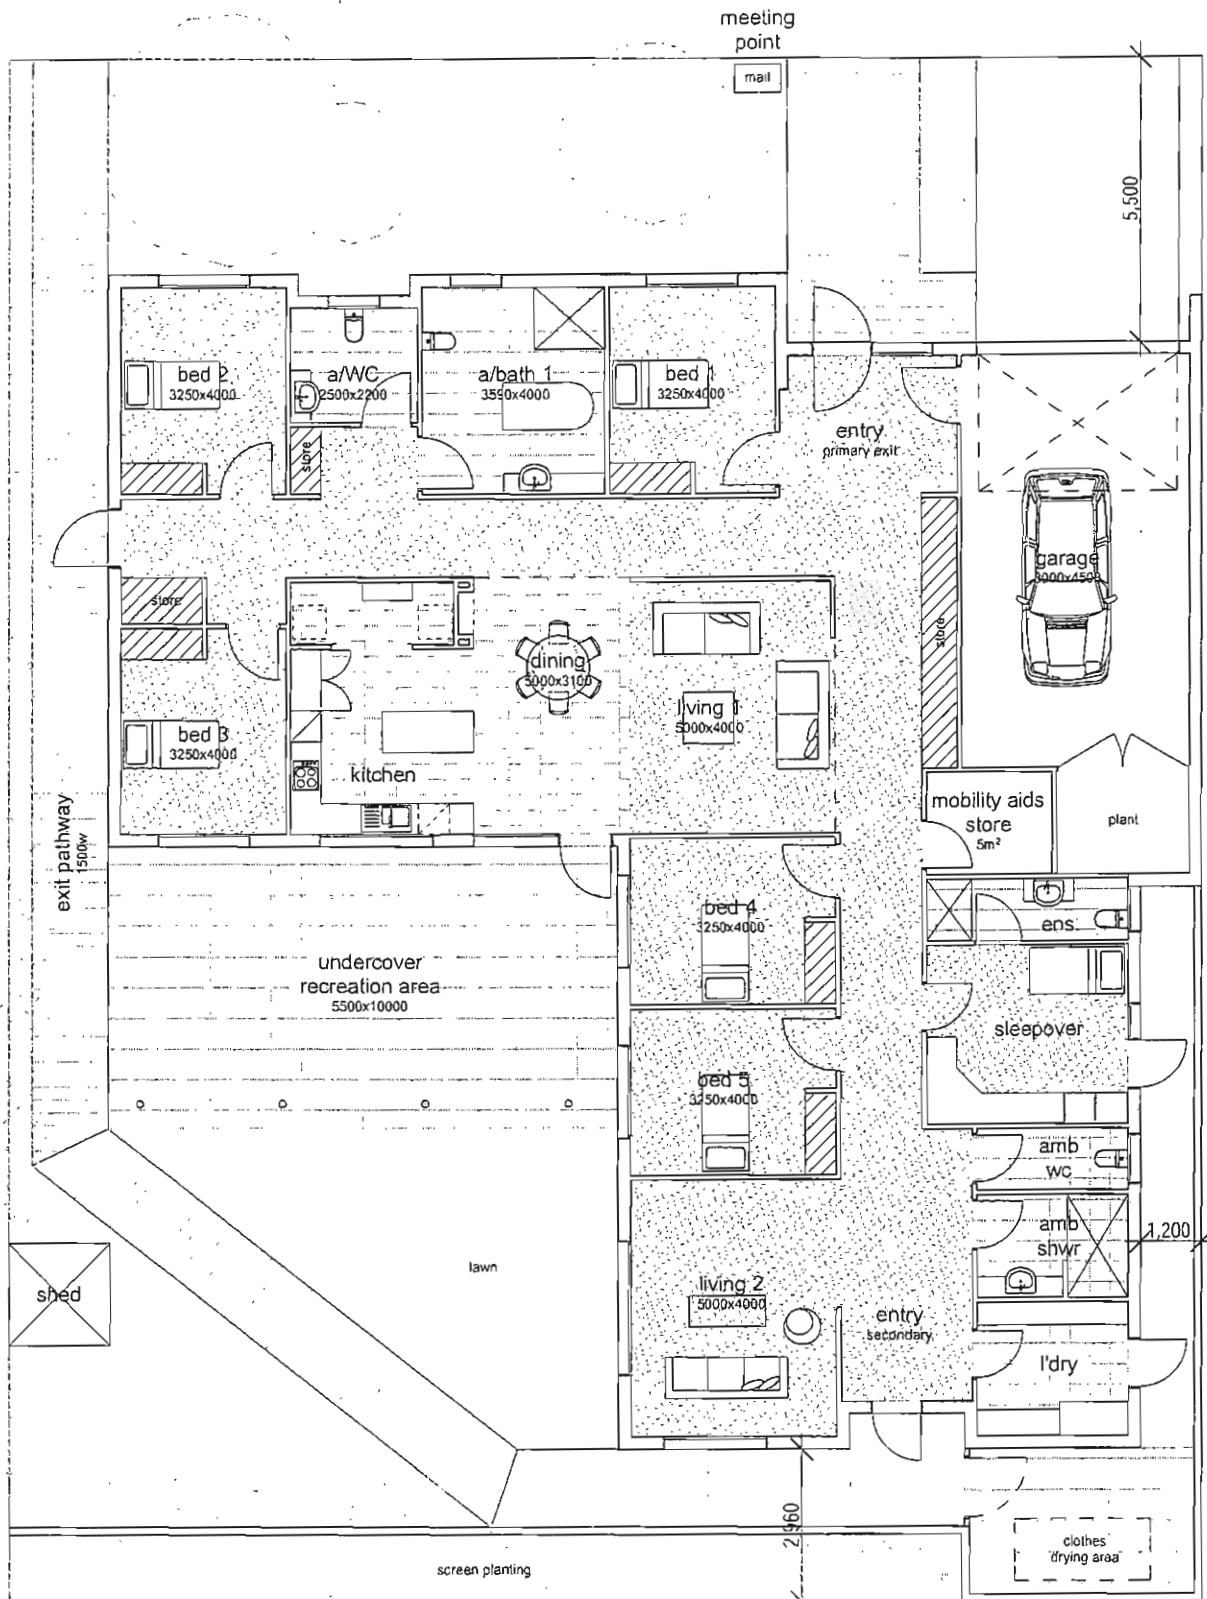 meeting
point
mail
5,500
bed 2
3250x4000
a/WC
2500x2200
a/bath 1
3590x4000
bed 1
3250x4000
entry
primary exit
store
garage
store
store
dining
5000x3100
living 1
5000x4000
bed 3
3250x4000
kitchen
mobility aids
store
5m²
plant
exit pathway
1500w
ens.
bed 4
3250x4000
undercover
recreation area
5500x10000
sleepover
bed 5
3250x4000
amb
wc
amb
shwr
1,200
lawn
shed
living 2
5000x4000
entry
secondary
l'dry
2,960
clothes
drying area
screen planting